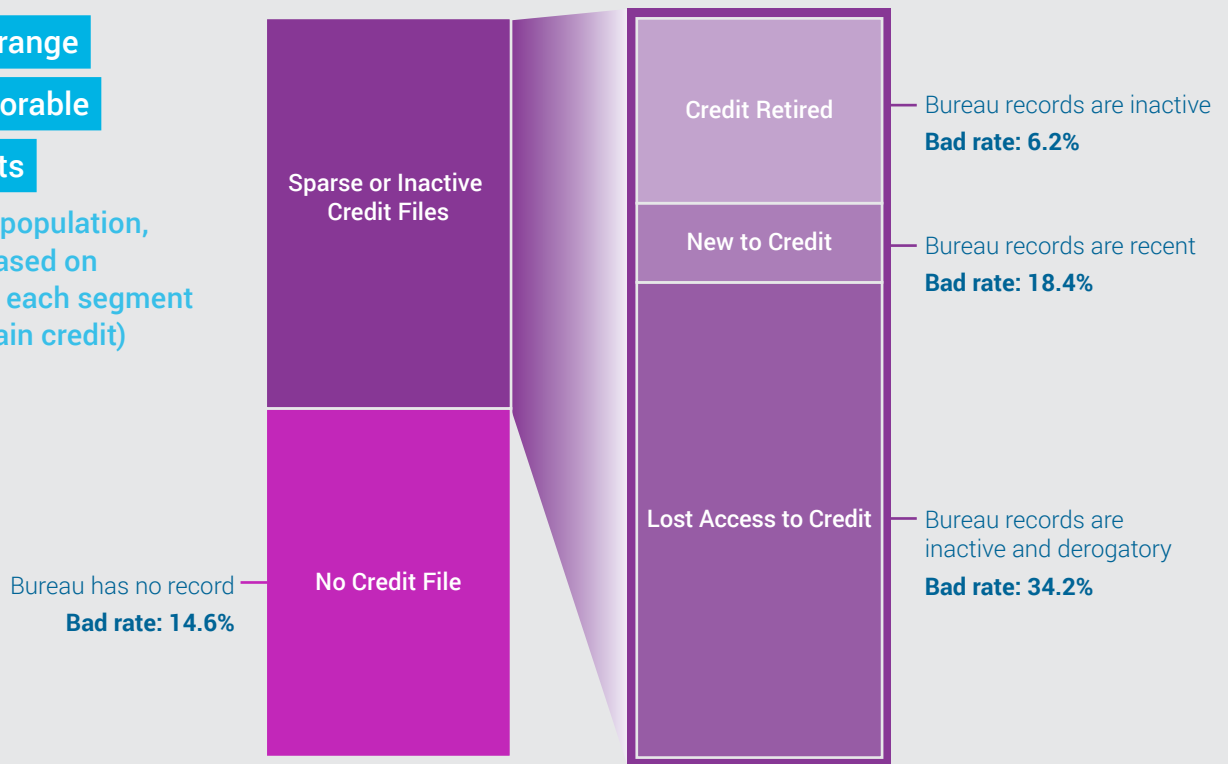 range
orable
ts
population,
ased on
each segment
ain credit)
Sparse or Inactive
Credit Files
No Credit File
Bureau has no record
Bad rate: 14.6%
Credit Retired
New to Credit
Lost Access to Credit
Bureau records are inactive
Bad rate: 6.2%
Bureau records are recent
Bad rate: 18.4%
Bureau records are
inactive and derogatory
Bad rate: 34.2%